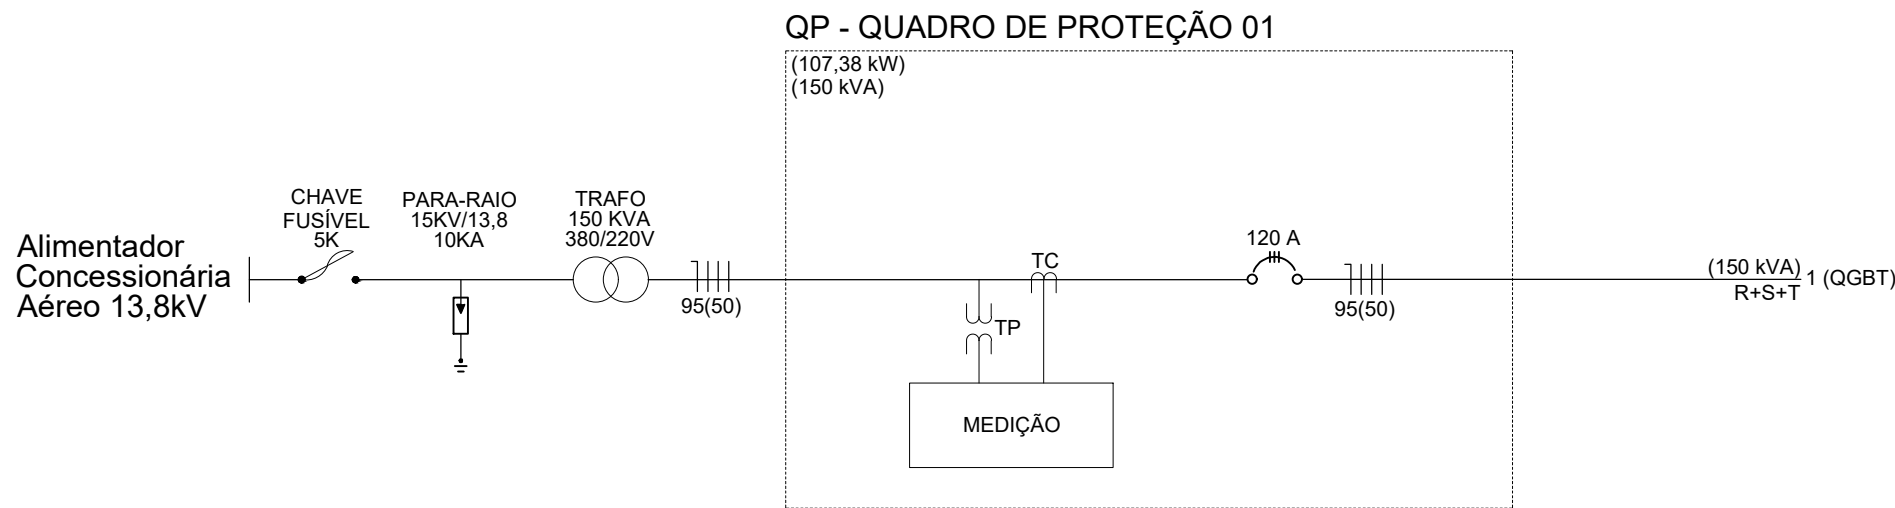 QP - QUADRO DE PROTEÇÃO 01
(107,38 kW)
(150 kVA)
CHAVE
FUSÍVEL
5K
PARA-RAIO
15KV/13,8
10KA
TRAFO
150 KVA
380/220V
Alimentador
Concessionária
Aéreo 13,8kV
95(50)
TC
TP
MEDIÇÃO
120 A
95(50)
(150 kVA)
R+S+T
1 (QGBT)